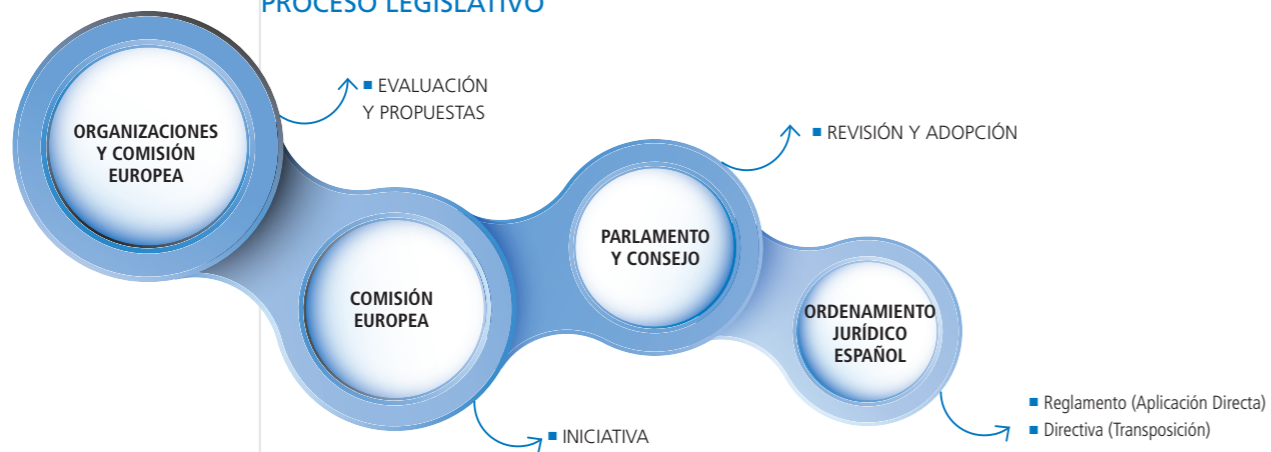 PROCESO LEGISLATIVO
ORGANIZACIONES
Y COMISIÓN
EUROPEA
■ EVALUACIÓN
Y PROPUESTAS
COMISIÓN
EUROPEA
■ INICIATIVA
PARLAMENTO
Y CONSEJO
■ REVISIÓN Y ADOPCIÓN
ORDENAMIENTO
JURÍDICO
ESPAÑOL
■ Reglamento (Aplicación Directa)
■ Directiva (Transposición)